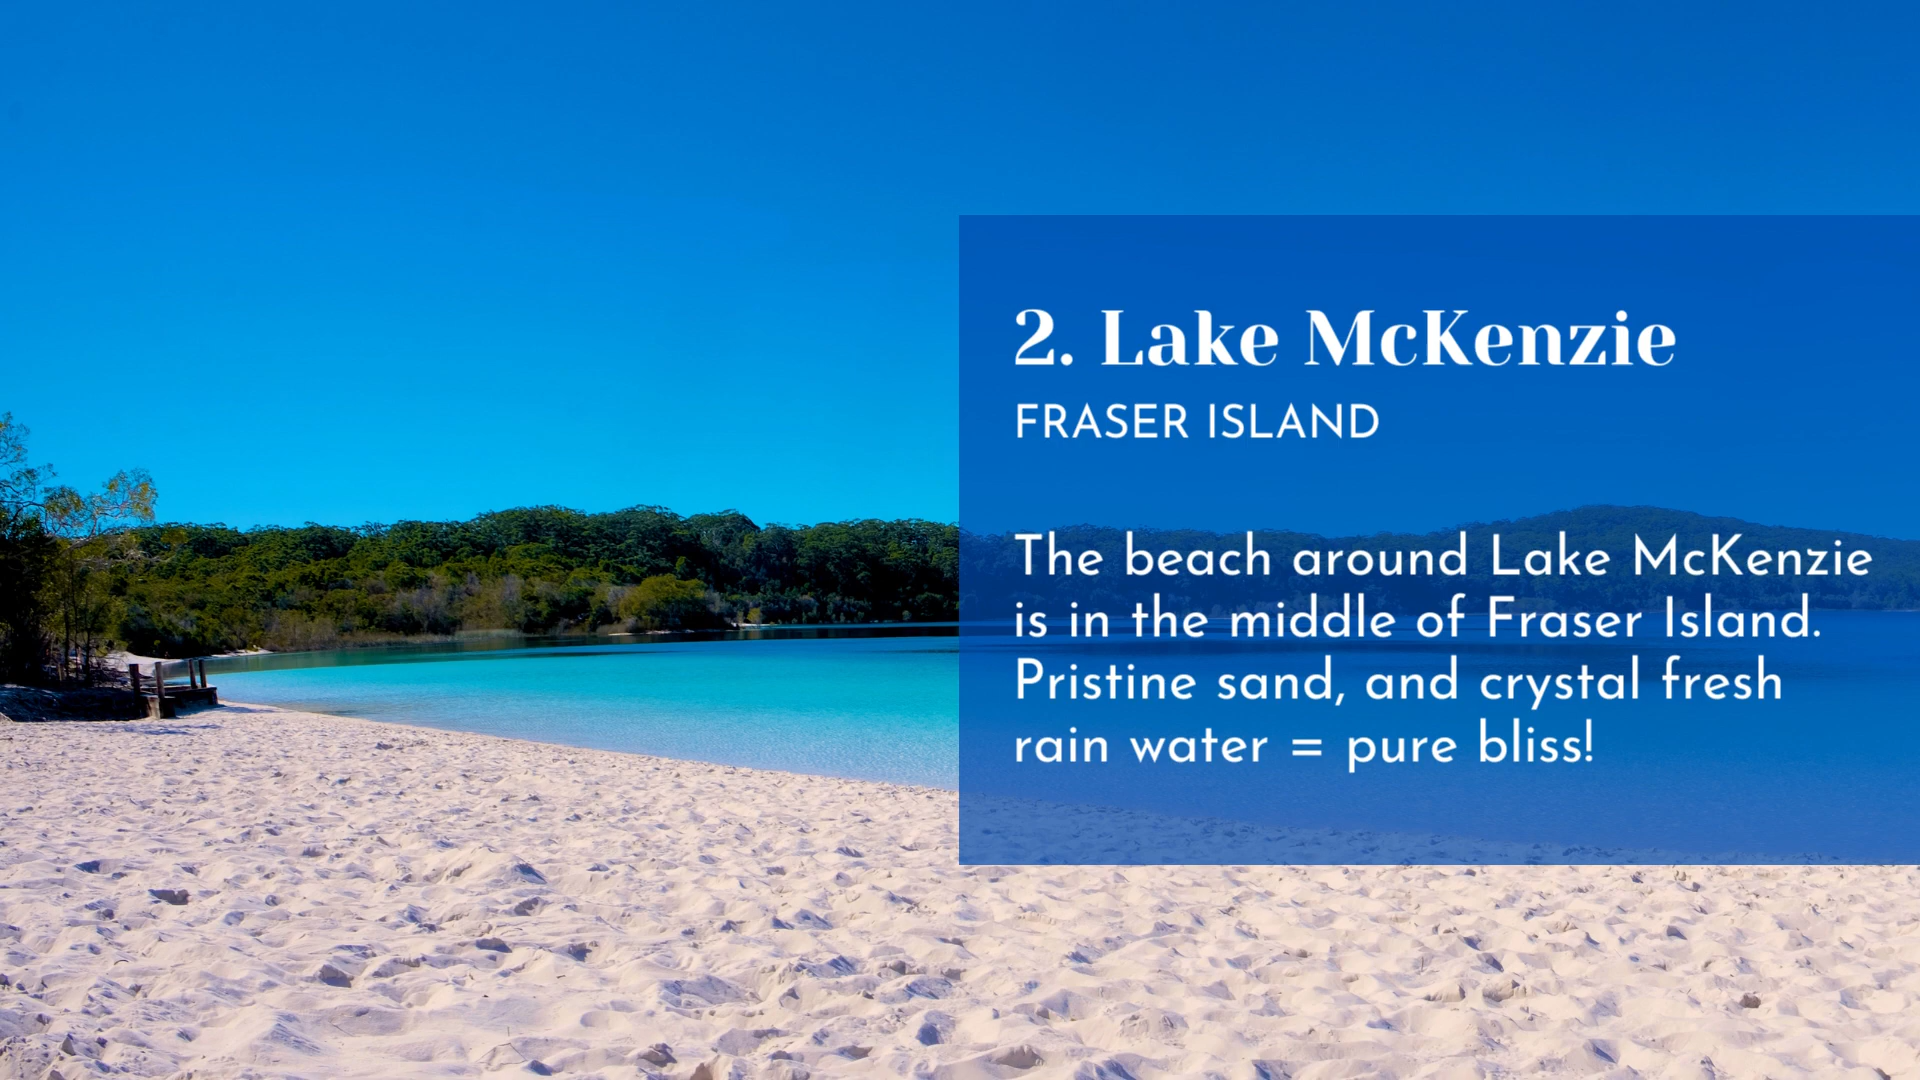 2. Lake McKenzie
FRASER ISLAND
The beach around Lake McKenzie
is in the middle of Fraser Island.
Pristine sand, and crystal fresh
rain water = pure bliss!